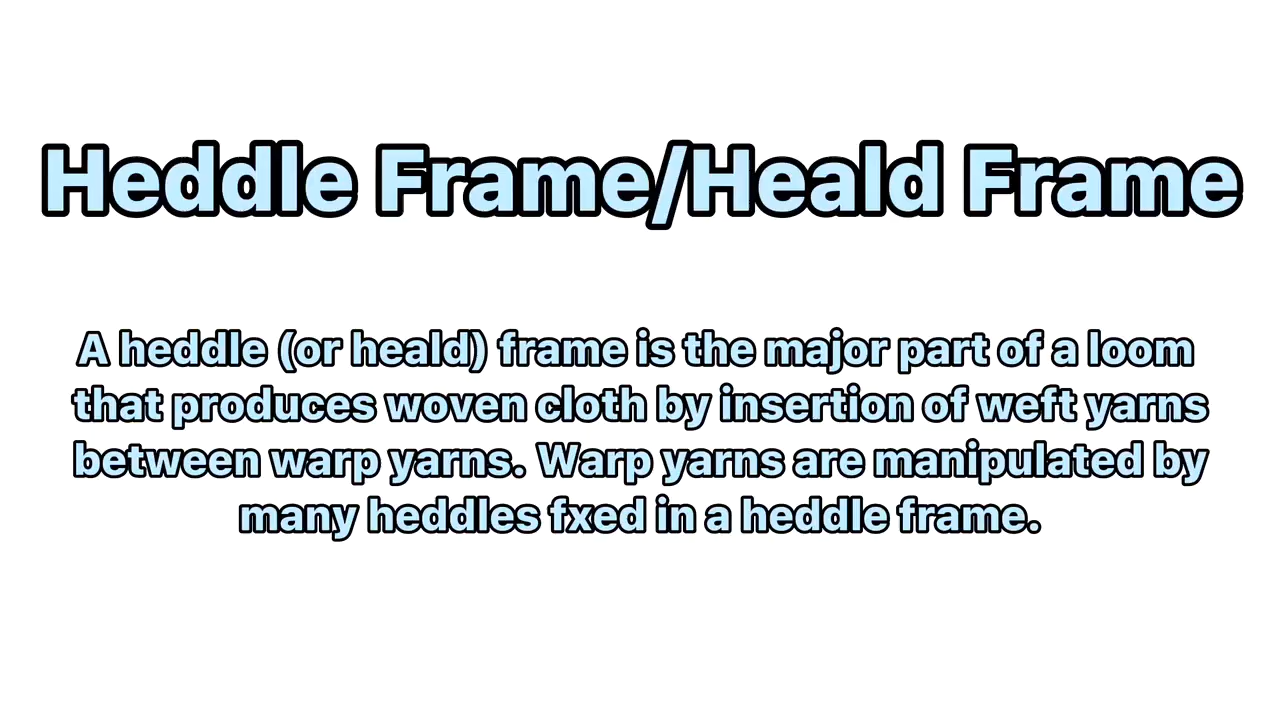 Heddle Frame/Heald Frame
A heddle (or heald) frame is the major part of a loom
that produces woven cloth by insertion of weft yarns
between warp yarns. Warp yarns are manipulated by
many heddles fxed in a heddle frame.